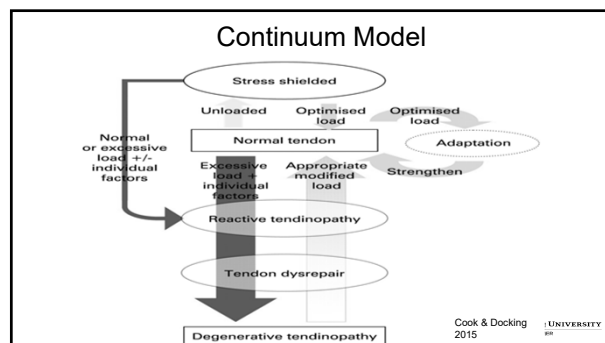 Continuum Model
Stress shielded
Unloaded
Optimised
load
Optimised
load
Normal
or excessive
load +/-
individual
factors
Normal tendon
Adaptation
Excessive
load +
individual
factors
Appropriate
modified
load
Strengthen
Reactive tendinopathy
Tendon dysrepair
Degenerative tendinopathy
Cook & Docking
2015
UNIVERSITY